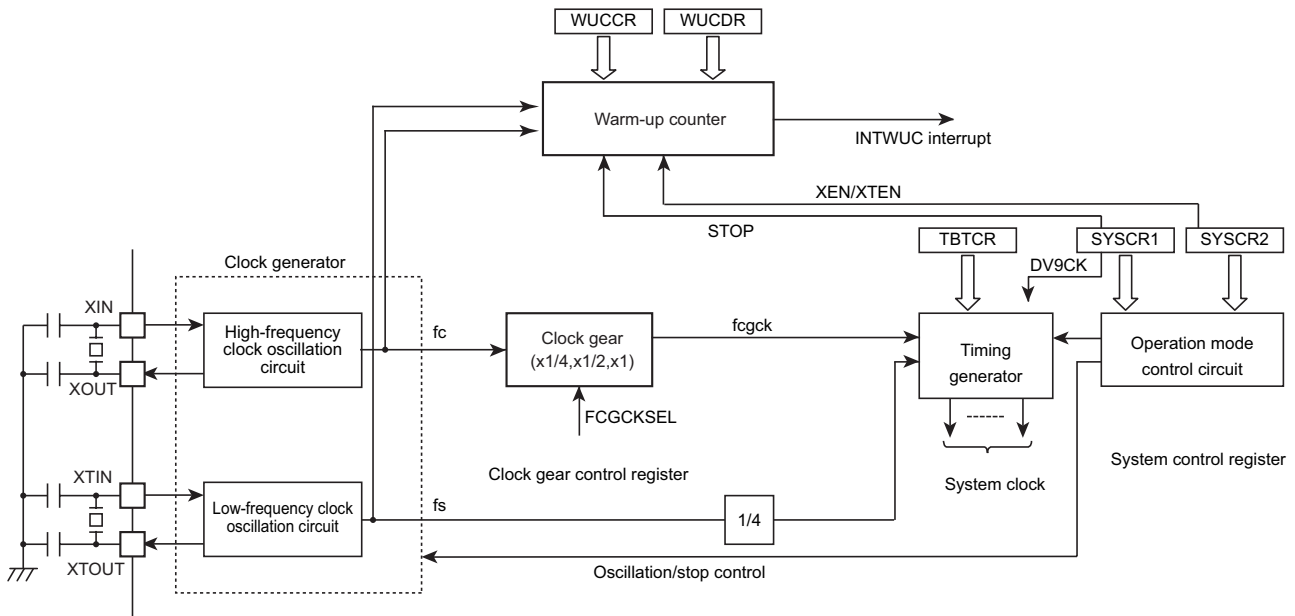 WUCCR
WUCDR
Warm-up counter
INTWUC interrupt
XEN/XTEN
STOP
TBTCR
SYSCR1
SYSCR2
DV9CK
Clock generator
XIN
XOUT
High-frequency
clock oscillation
circuit
fc
Clock gear
(x1/4,x1/2,x1)
fcgck
FCGCKSEL
Timing
generator
Operation mode
control circuit
Clock gear control register
System clock
System control register
XTIN
XTOUT
Low-frequency clock
oscillation circuit
fs
1/4
Oscillation/stop control